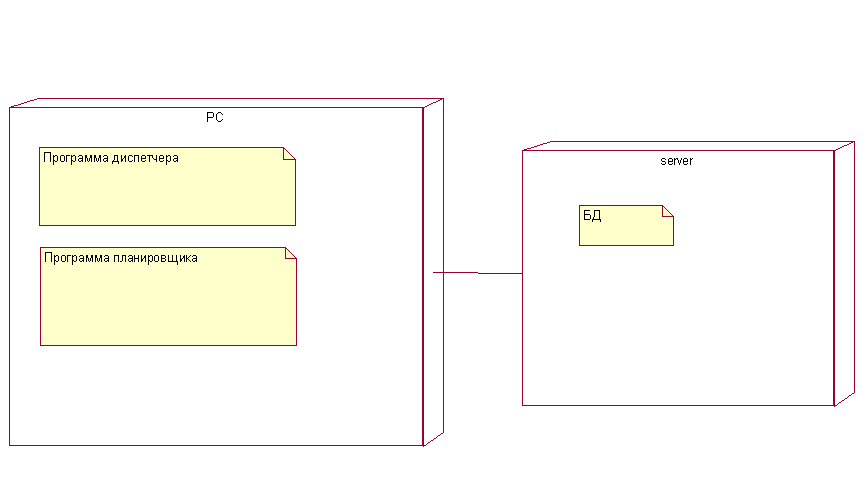 PC
Программа диспетчера
Программа планировщика
server
БД